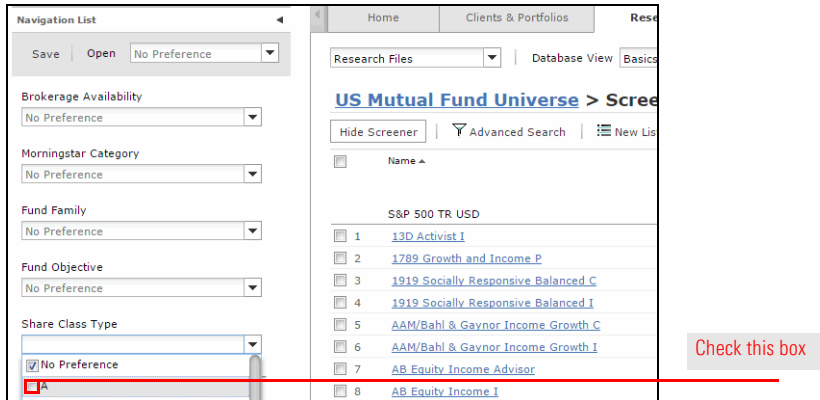 Navigation List
Save Open No Preference
Brokerage Availability
No Preference
Morningstar Category
No Preference
Fund Family
No Preference
Fund Objective
No Preference
Share Class Type
No Preference
A
Home Clients & Portfolios Rese
Research Files Database View Basics
US Mutual Fund Universe > Scree
Hide Screener Advanced Search New Lis
Name
S&P 500 TR USD
1 13D Activist I
2 1789 Growth and Income P
3 1919 Socially Responsive Balanced C
4 1919 Socially Responsive Balanced I
5 AAM/Bahl & Gaynor Income Growth C
6 AAM/Bahl & Gaynor Income Growth I
7 AB Equity Income Advisor
8 AB Equity Income I
Check this box